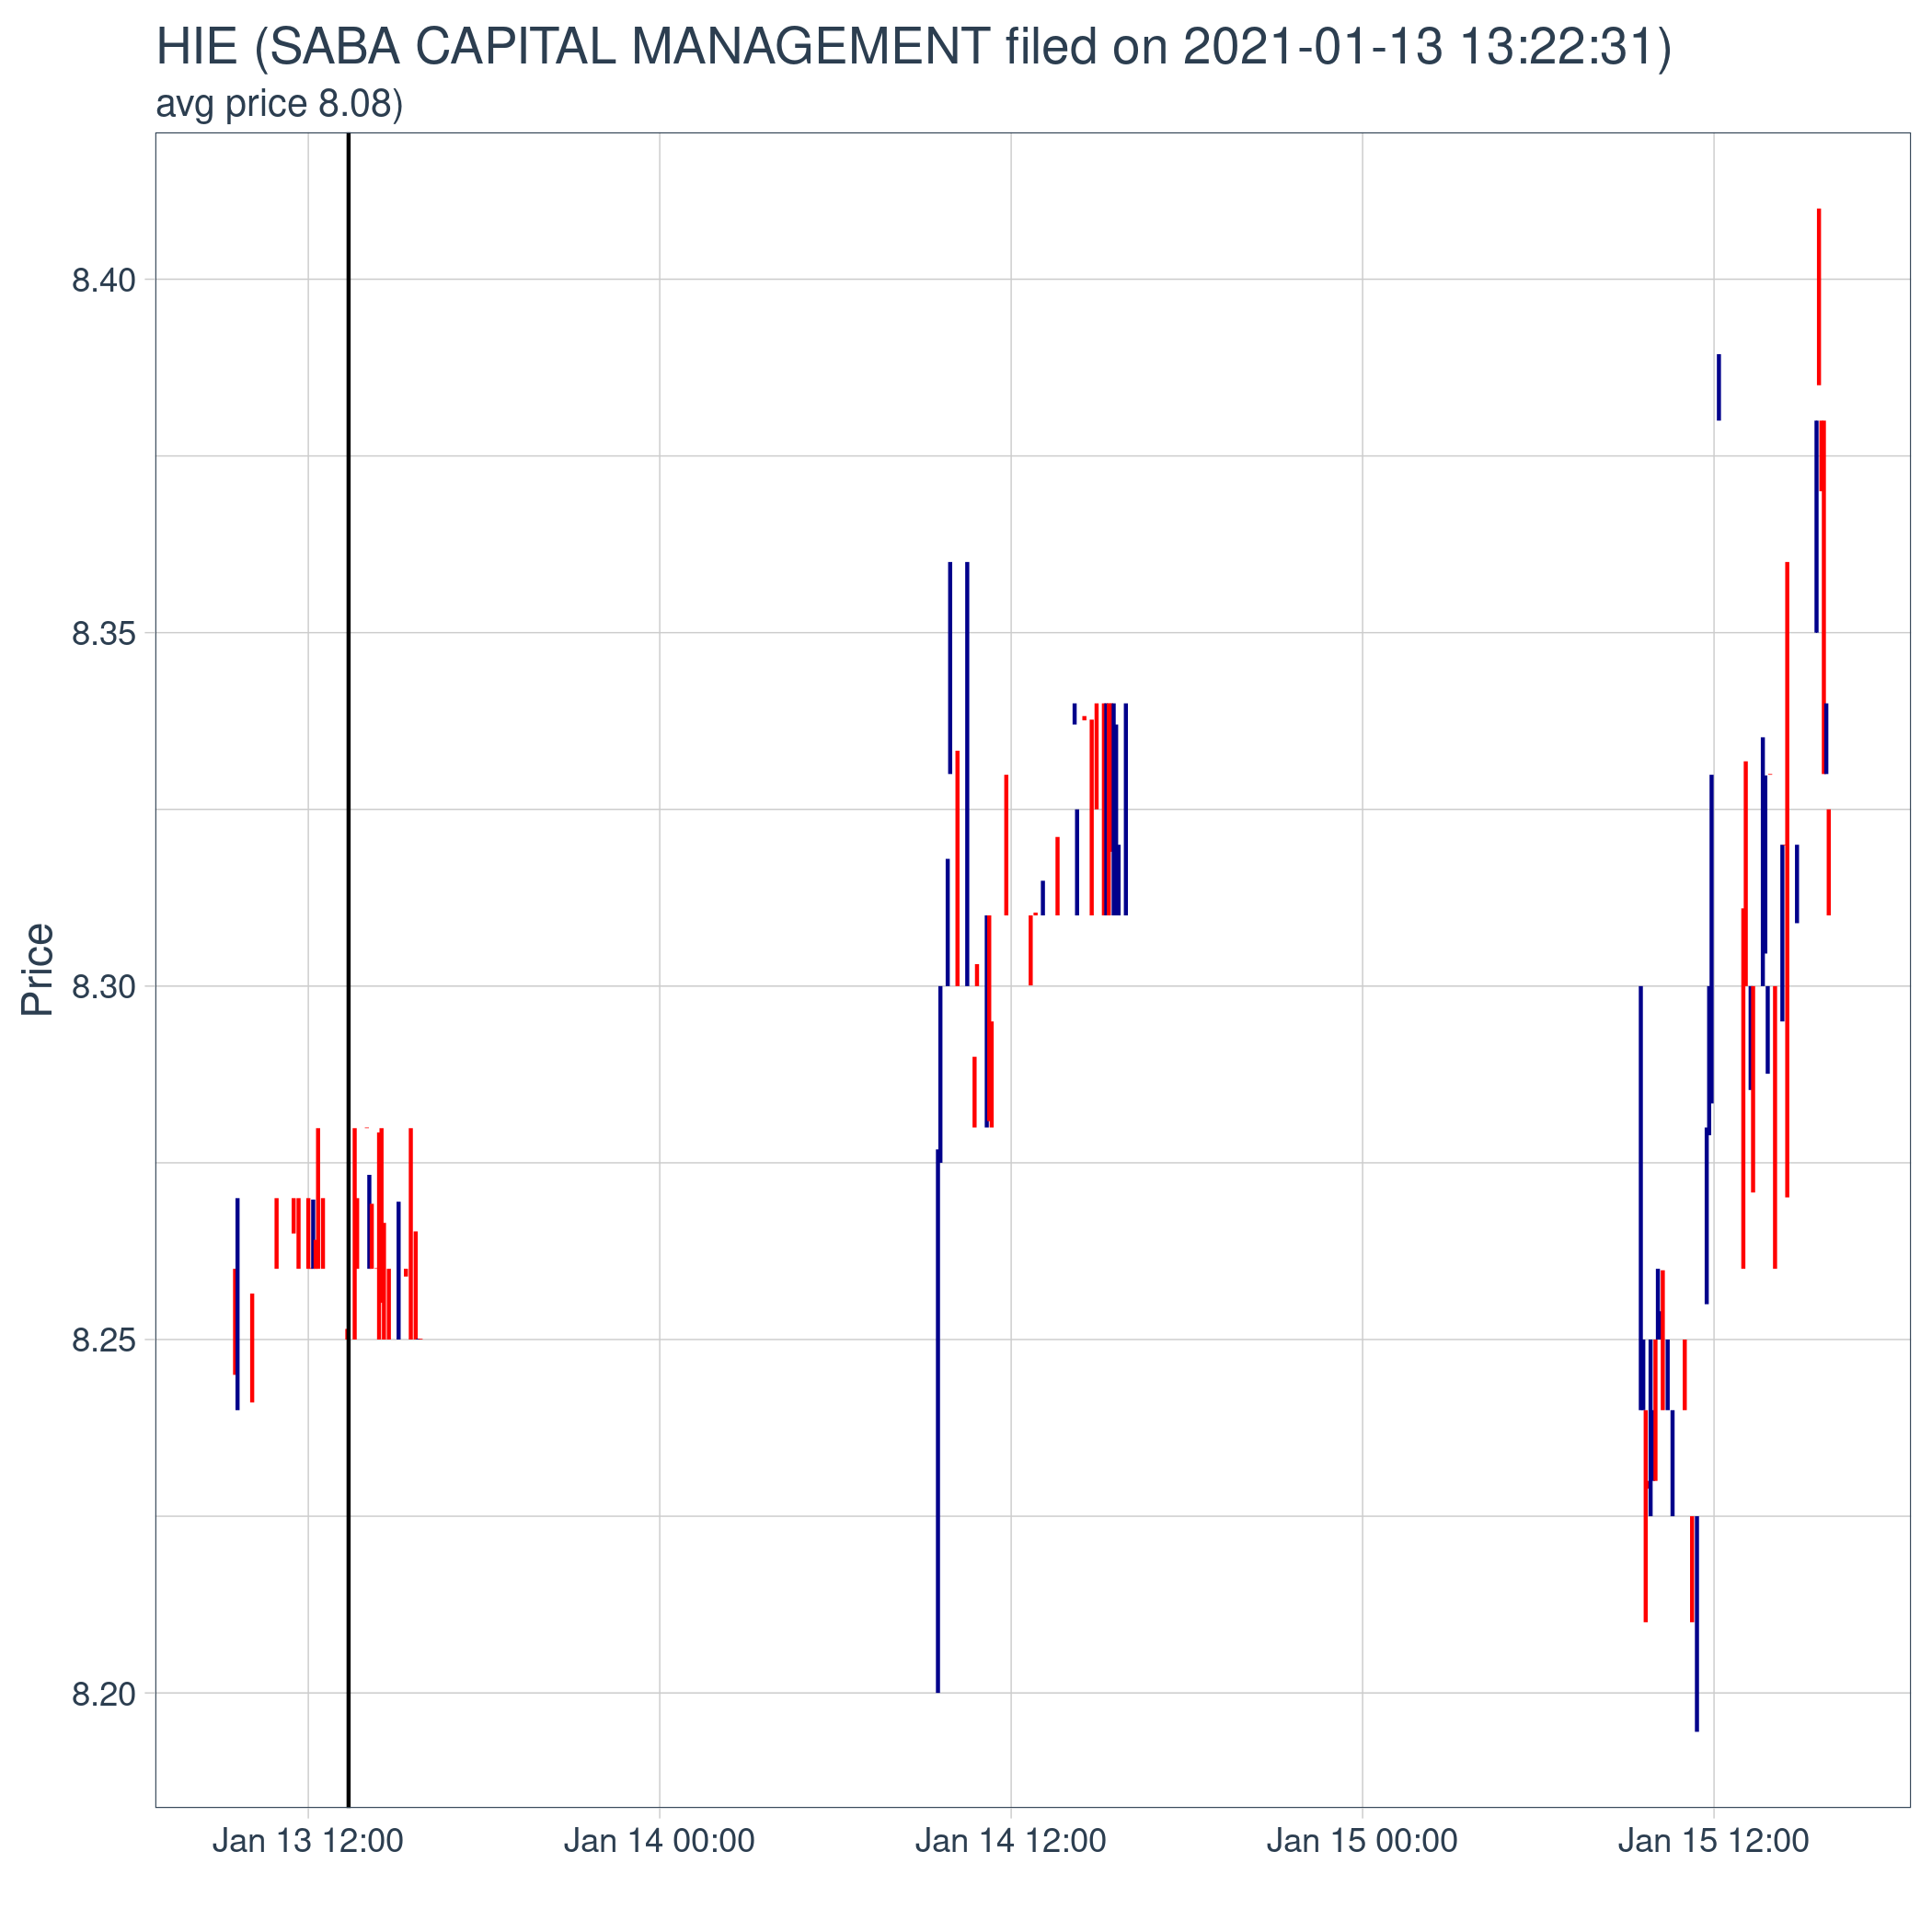 HIE (SABA CAPITAL MANAGEMENT filed on 2021-01-13 13:22:31)
avg price 8.08)
8.40
8.35
8.30
8.25
8.20
Price
Jan 13 12:00 Jan 14 00:00 Jan 14 12:00 Jan 15 00:00 Jan 15 12:00